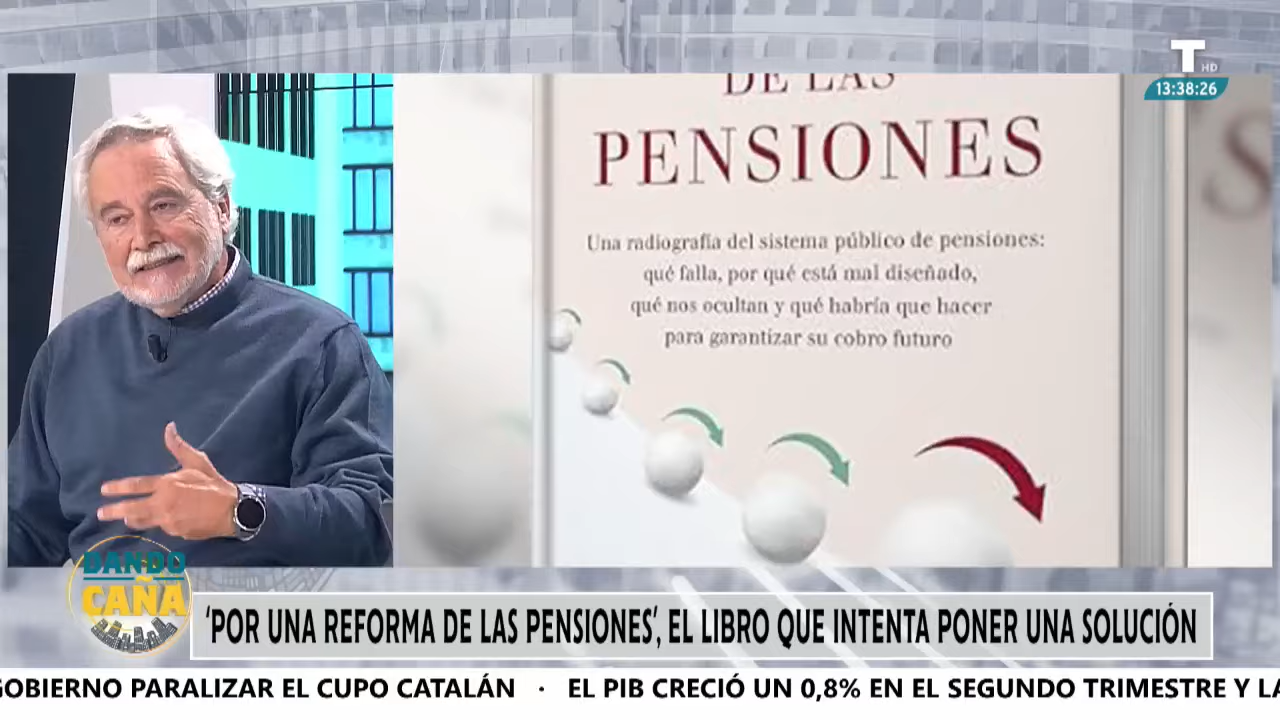 T HD
13:38:26
DE LAS
PENSIONES
S
Una radiografía del sistema público de pensiones:
qué falla, por qué está mal diseñado,
qué nos ocultan y qué habría que hacer
para garantizar su cobro futuro
DANDO
CAÑA
‘POR UNA REFORMA DE LAS PENSIONES’, EL LIBRO QUE INTENTA PONER UNA SOLUCIÓN
GOBIERNO PARALIZAR EL CUPO CATALÁN · EL PIB CRECIÓ UN 0,8% EN EL SEGUNDO TRIMESTRE Y LA